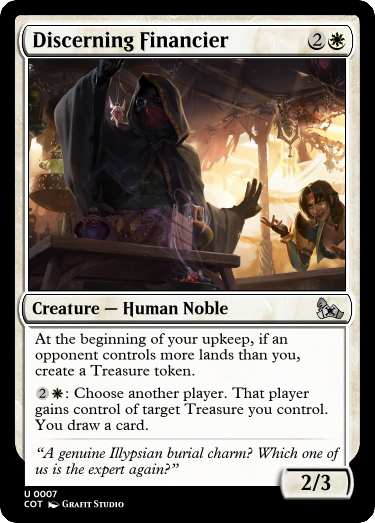 Discerning Financier 2
Creature — Human Noble
At the beginning of your upkeep, if an
opponent controls more lands than you,
create a Treasure token.
2 : Choose another player. That player
gains control of target Treasure you control.
You draw a card.
“A genuine Illypsian burial charm? Which one of
us is the expert again?”
2/3
U 0007
COT Grafit Studio